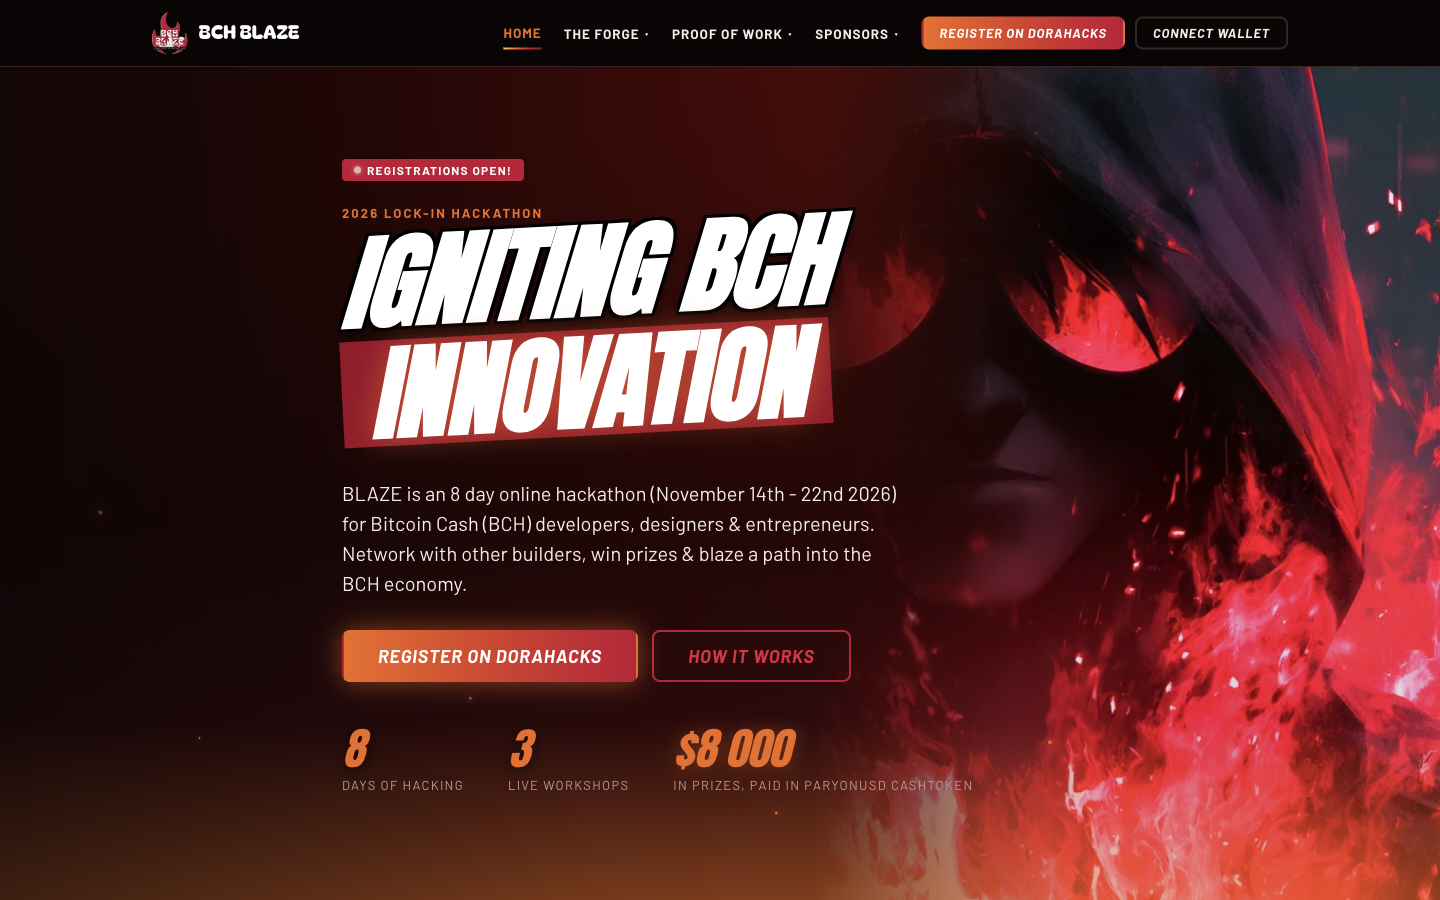 BCH BLAZE
HOME
THE FORGE
PROOF OF WORK
SPONSORS
REGISTER ON DORAHACKS
CONNECT WALLET
REGISTRATIONS OPEN!
2026 LOCK-IN HACKATHON
IGNITING BCH
INNOVATION
BLAZE is an 8 day online hackathon (November 14th - 22nd 2026)
for Bitcoin Cash (BCH) developers, designers & entrepreneurs.
Network with other builders, win prizes & blaze a path into the
BCH economy.
REGISTER ON DORAHACKS
HOW IT WORKS
8
DAYS OF HACKING
3
LIVE WORKSHOPS
$8 000
IN PRIZES, PAID IN PARYONUSD CASHTOKEN